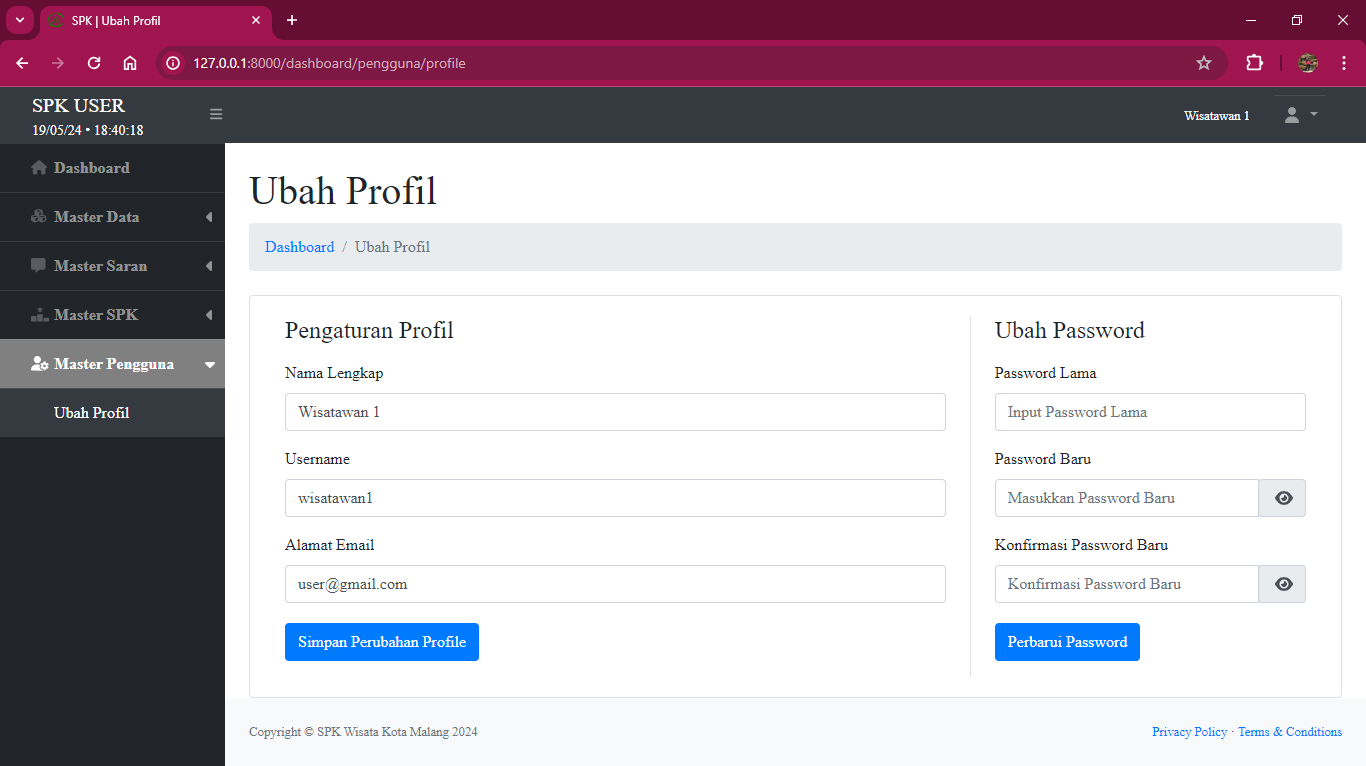 SPK | Ubah Profil
127.0.0.1:8000/dashboard/pengguna/profile
SPK USER
19/05/24 • 18:40:18
Wisatawan 1
Dashboard
Master Data
Master Saran
Master SPK
Master Pengguna
Ubah Profil
Ubah Profil
Dashboard / Ubah Profil
Pengaturan Profil
Nama Lengkap
Wisatawan 1
Username
wisatawan1
Alamat Email
user@gmail.com
Simpan Perubahan Profile
Ubah Password
Password Lama
Input Password Lama
Password Baru
Masukkan Password Baru
Konfirmasi Password Baru
Konfirmasi Password Baru
Perbarui Password
Copyright © SPK Wisata Kota Malang 2024
Privacy Policy · Terms & Conditions